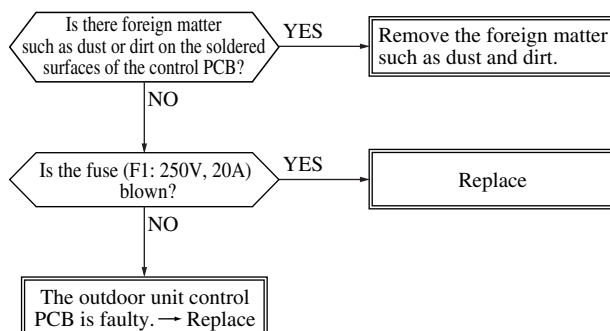 Is there foreign matter
such as dust or dirt on the soldered
surfaces of the control PCB?
YES
Remove the foreign matter
such as dust and dirt.
NO
Is the fuse (F1: 250V, 20A)
blown?
YES
Replace
NO
The outdoor unit control
PCB is faulty. → Replace